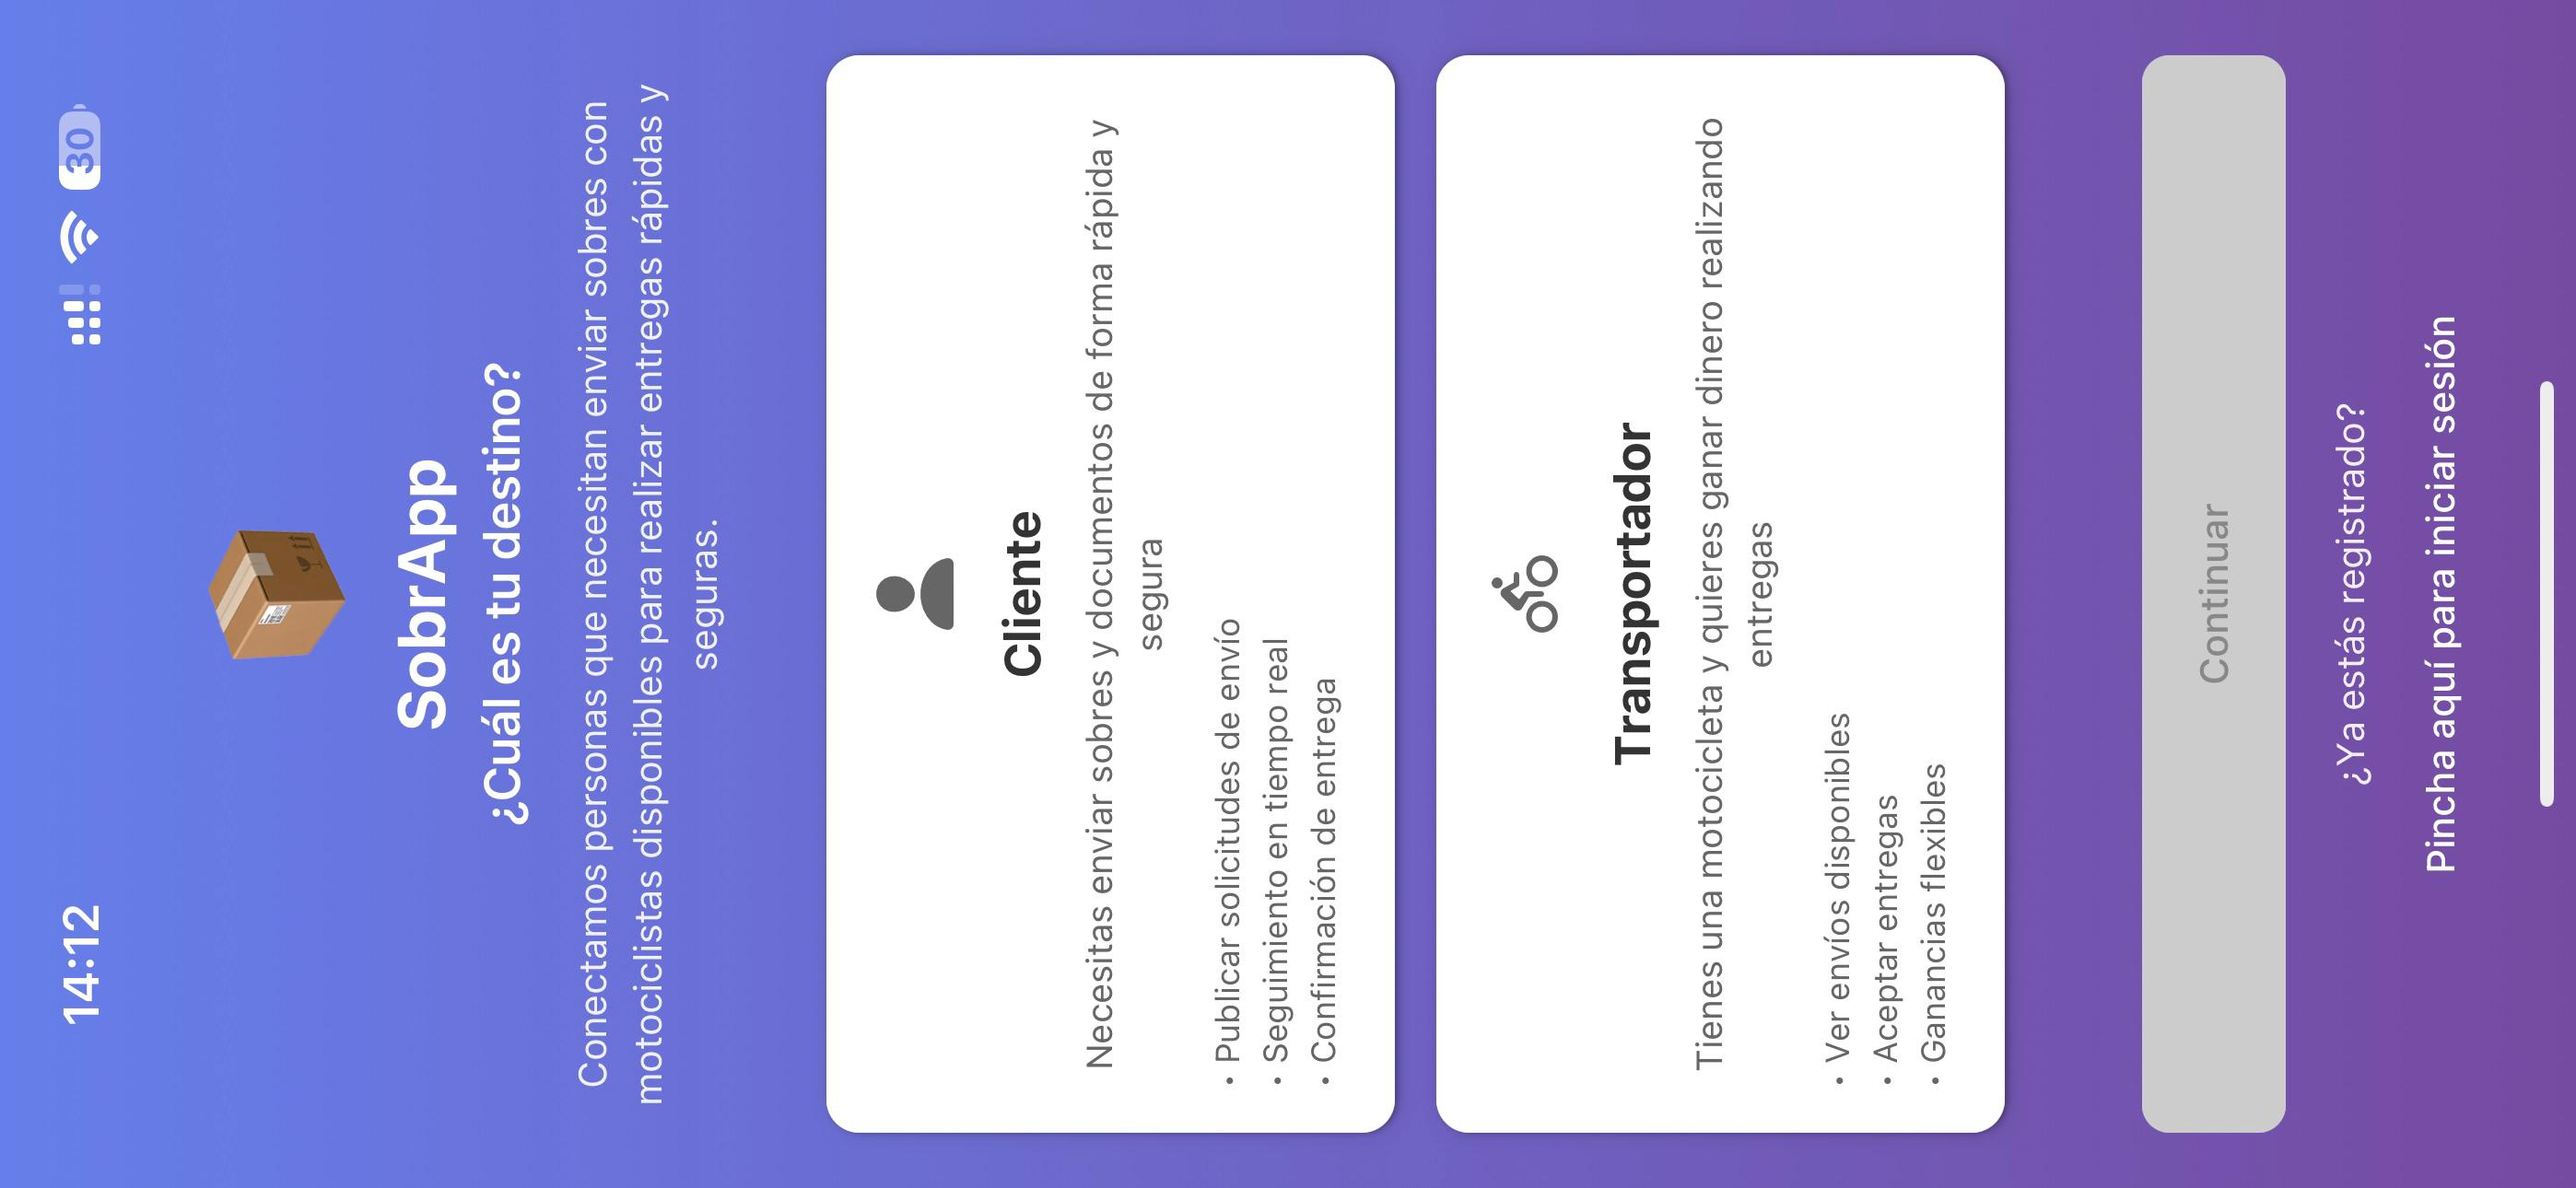 14:12
30
SobrApp
¿Cuál es tu destino?
Conectamos personas que necesitan enviar sobres con
motociclistas disponibles para realizar entregas rápidas y
seguras.
Cliente
Necesitas enviar sobres y documentos de forma rápida y
segura
• Publicar solicitudes de envío
• Seguimiento en tiempo real
• Confirmación de entrega
Transportador
Tienes una motocicleta y quieres ganar dinero realizando
entregas
• Ver envíos disponibles
• Aceptar entregas
• Ganancias flexibles
Continuar
¿Ya estás registrado?
Pincha aquí para iniciar sesión